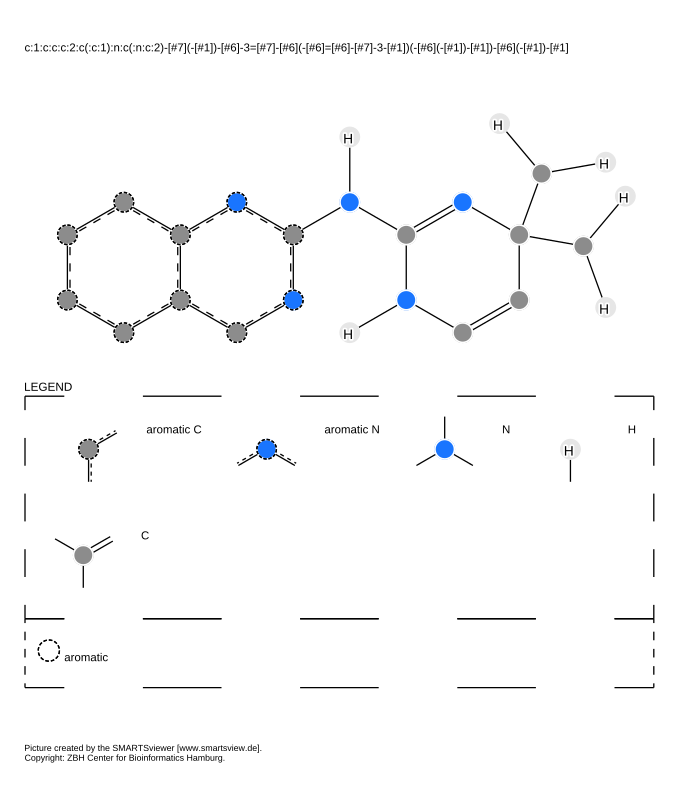 c:1:c:c:c:2:c(:c:1):n:c(:n:c:2)-[#7](-[#1])-[#6]-3=[#7]-[#6](-[#6]=[#6]-[#7]-3-[#1])(-[#6](-[#1])-[#1])-[#6](-[#1])-[#1]
H
H
H
H
H
H
LEGEND
aromatic C
aromatic N
N
H
H
C
aromatic
Picture created by the SMARTSviewer [www.smartsview.de].
Copyright: ZBH Center for Bioinformatics Hamburg.